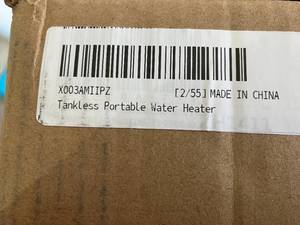 X003AMIIPZ [2/55] MADE IN CHINA
Tankless Portable Water Heater